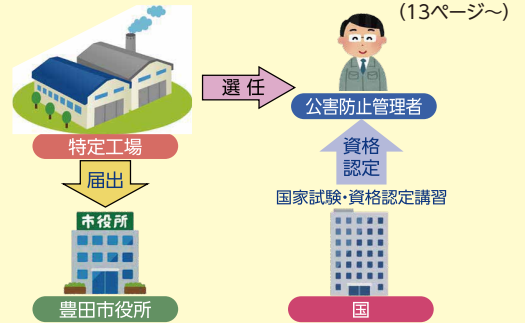 (13ページ~)
選任
公害防止管理者
特定工場
資格
認定
届出
国家試験・資格認定講習
市役所
豊田市役所
国